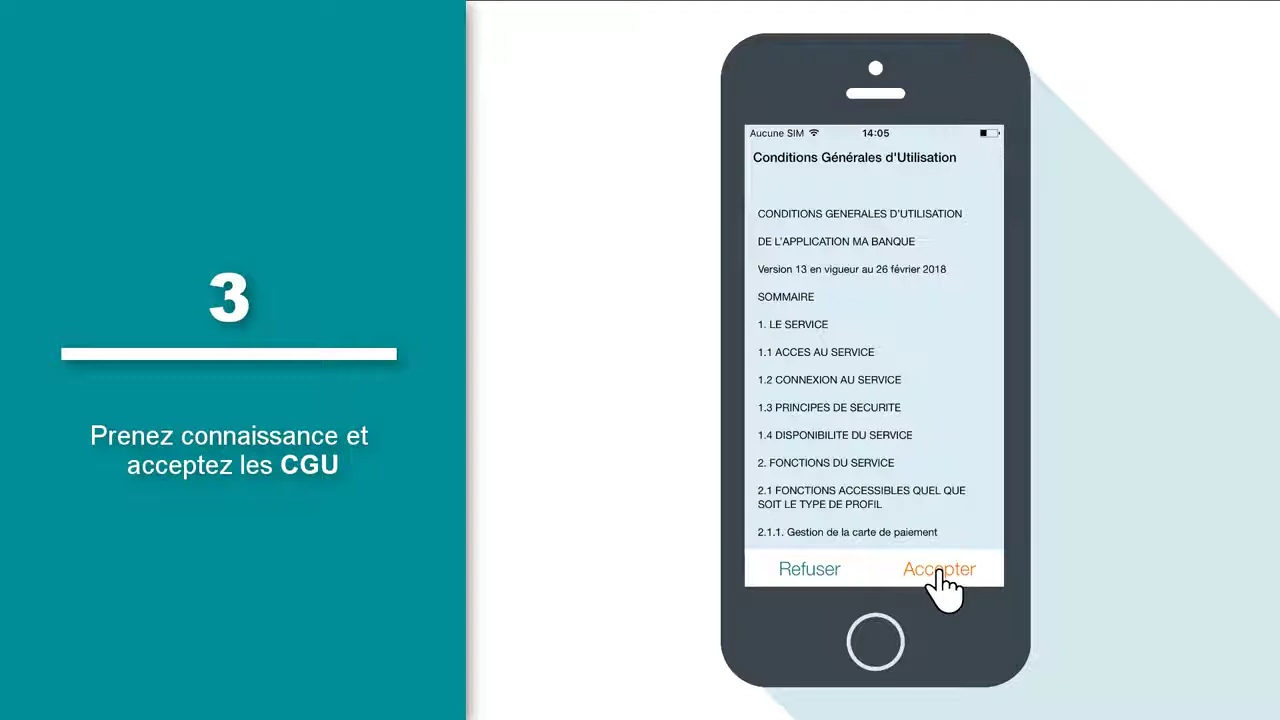 3
Prenez connaissance et
acceptez les CGU
Aucune SIM
14:05
Conditions Générales d'Utilisation
CONDITIONS GENERALES D'UTILISATION
DE L'APPLICATION MA BANQUE
Version 13 en vigueur au 26 février 2018
SOMMAIRE
1. LE SERVICE
1.1 ACCES AU SERVICE
1.2 CONNEXION AU SERVICE
1.3 PRINCIPES DE SECURITE
1.4 DISPONIBILITE DU SERVICE
2. FONCTIONS DU SERVICE
2.1 FONCTIONS ACCESSIBLES QUEL QUE
SOIT LE TYPE DE PROFIL
2.1.1. Gestion de la carte de paiement
Refuser
Accepter